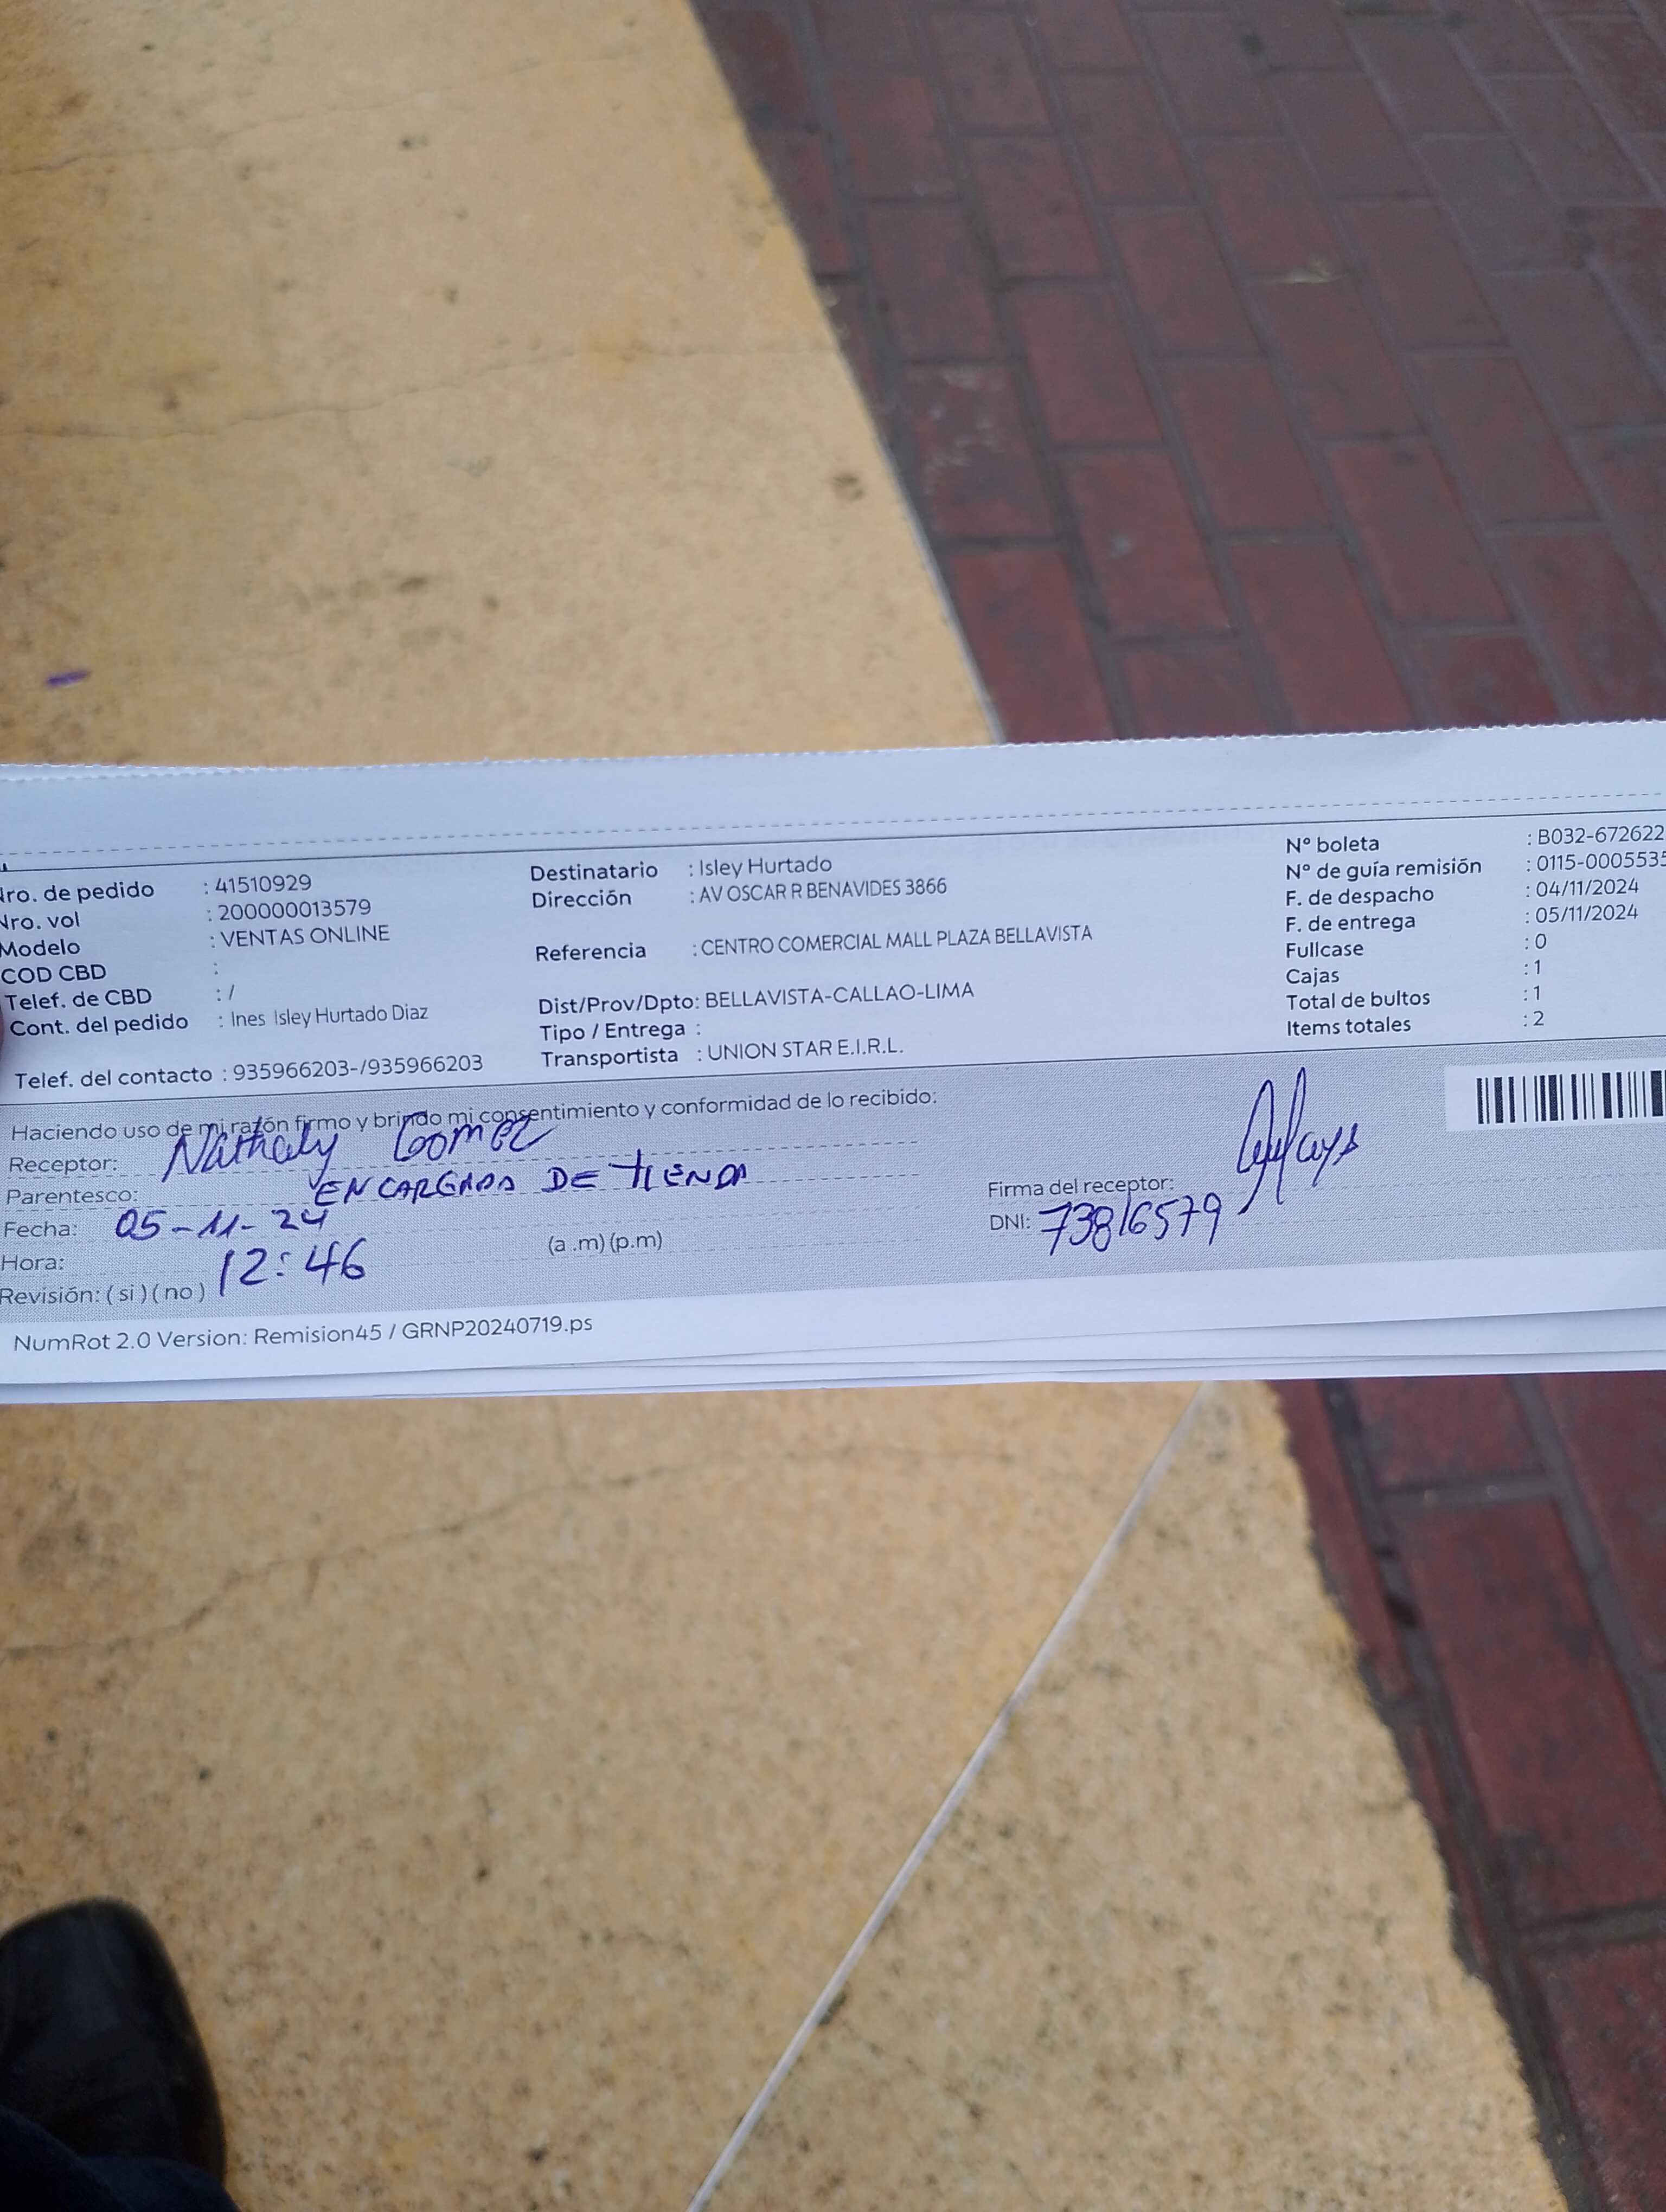 Nro. de pedido : 41510929
Nro. vol : 200000013579
Modelo : VENTAS ONLINE
COD CBD :
Telef. de CBD : /
Cont. del pedido : Ines Isley Hurtado Diaz
Telef. del contacto : 935966203-/935966203
Destinatario : Isley Hurtado
Dirección : AV OSCAR R BENAVIDES 3866
Referencia : CENTRO COMERCIAL MALL PLAZA BELLAVISTA
Dist/Prov/Dpto: BELLAVISTA-CALLAO-LIMA
Tipo / Entrega :
Transportista : UNION STAR E.I.R.L.
N° boleta : B032-672622
N° de guía remisión : 0115-0005535
F. de despacho : 04/11/2024
F. de entrega : 05/11/2024
Fullcase : 0
Cajas : 1
Total de bultos : 1
Items totales : 2
Haciendo uso de mi razón firmo y brindo mi consentimiento y conformidad de lo recibido:
Receptor: Nathaly Gomez
Parentesco: ENCARGADA DE TIENDA
Fecha: 05-11-24
Hora: 12:46 (a .m) (p.m)
Revisión: ( si ) ( no )
Firma del receptor:
DNI: 73816579
NumRot 2.0 Version: Remision45 / GRNP20240719.ps